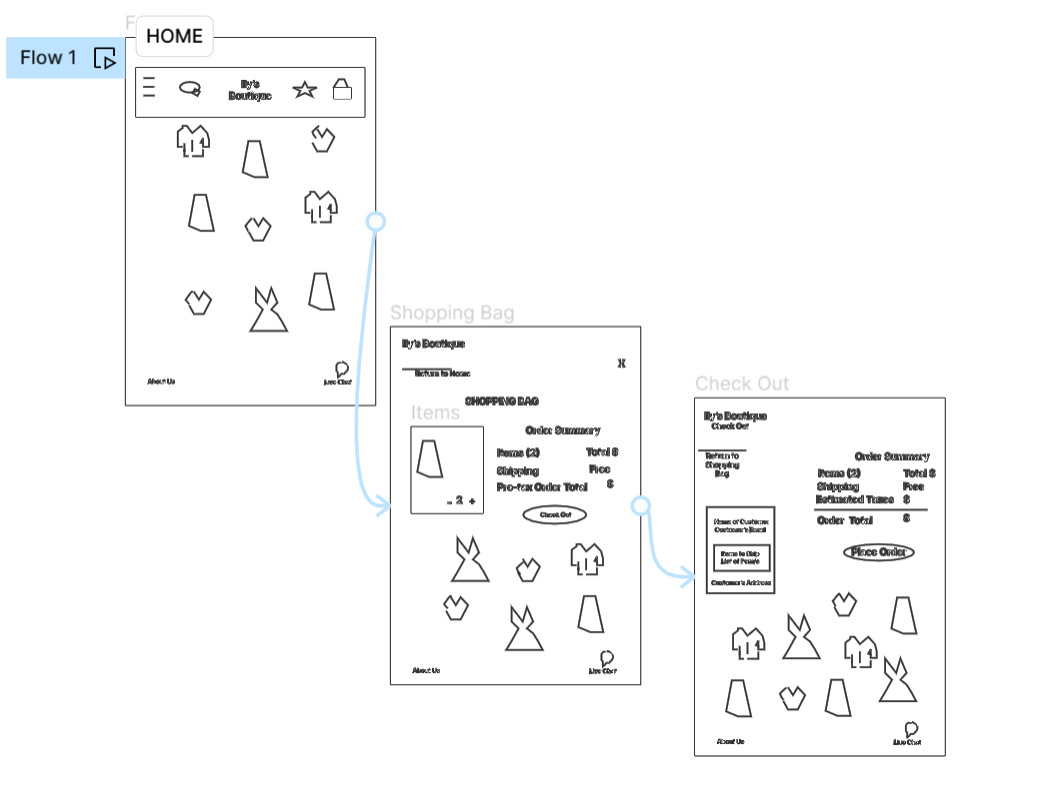 F
HOME
Flow 1
Ily's
Boutique
About Us
Live Chat
Shopping Bag
Ily's Boutique
X
Return to Home
SHOPPING BAG
Items
Order Summary
Items (2) Total $
Shipping Free
Pre-tax Order Total $
- 2 +
Check Out
About Us
Live Chat
Check Out
Ily's Boutique
Check Out
Return to
Shopping
Bag
Order Summary
Items (2) Total $
Shipping Free
Estimated Taxes $
Order Total $
Name of Customer
Customer's Email
Items to Ship
List of Items
Customer's Address
Place Order
About Us
Live Chat